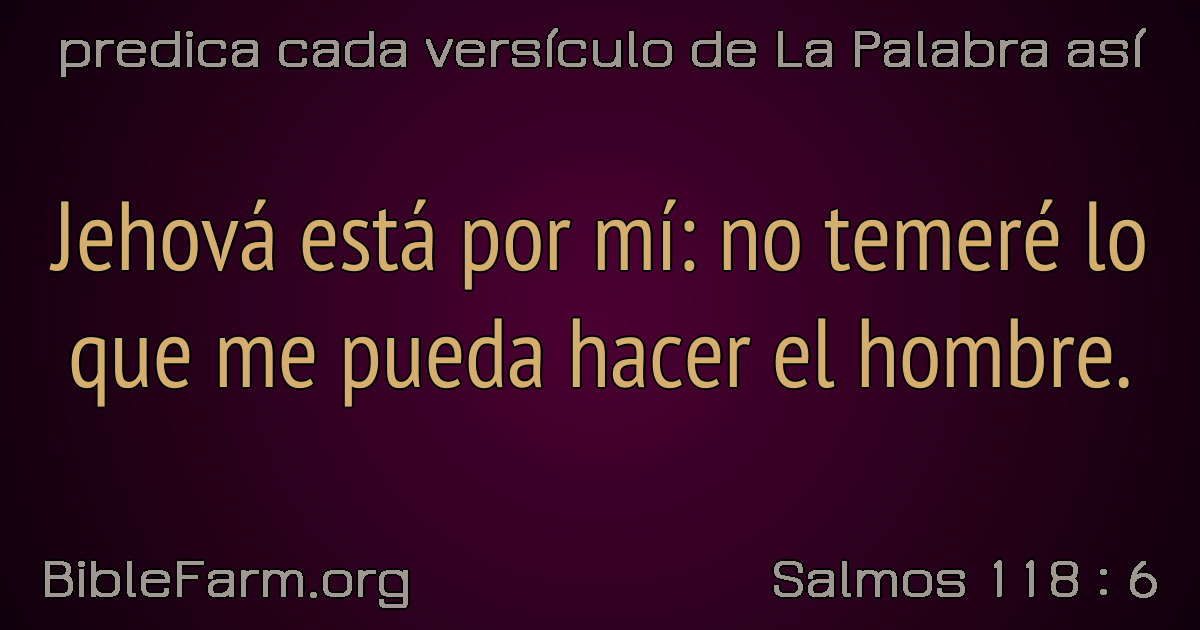 predica cada versículo de La Palabra así
Jehová está por mí: no temeré lo
que me pueda hacer el hombre.
BibleFarm.org
Salmos 118 : 6